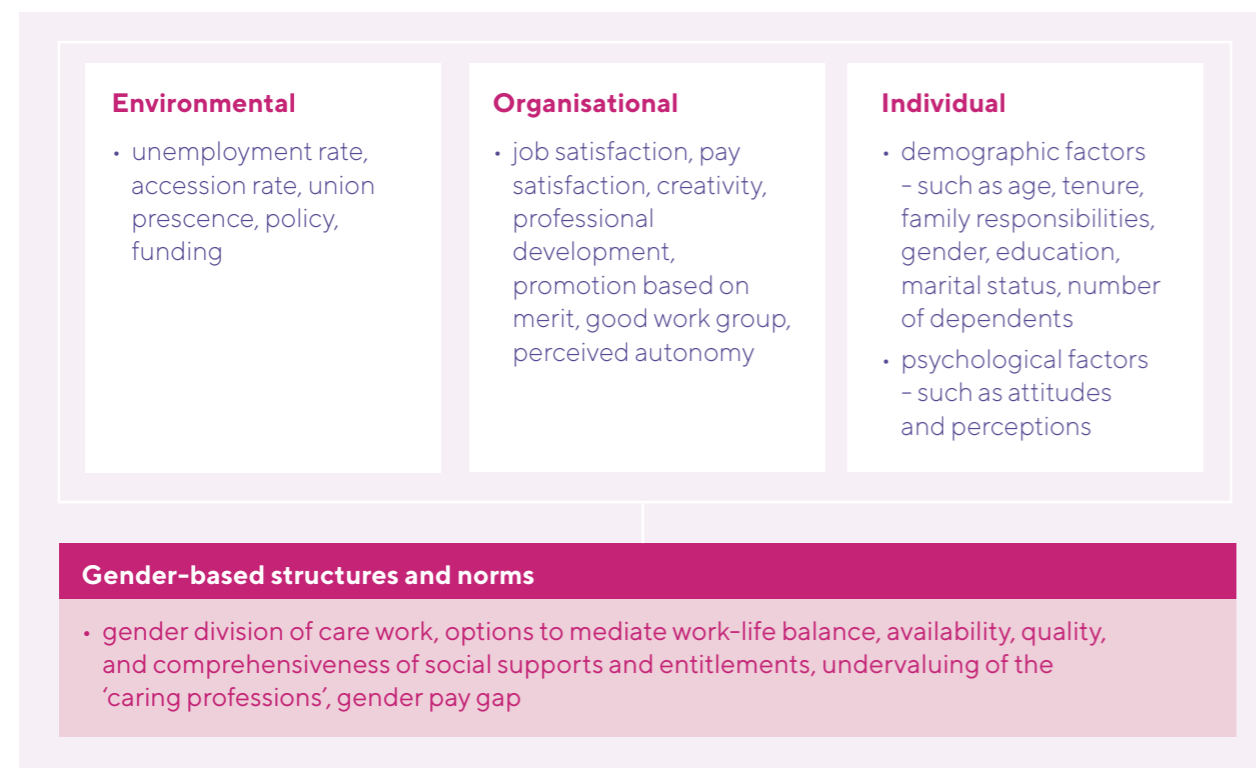 Environmental
• unemployment rate,
accession rate, union
prescence, policy,
funding
Organisational
• job satisfaction, pay
satisfaction, creativity,
professional
development,
promotion based on
merit, good work group,
perceived autonomy
Individual
• demographic factors
– such as age, tenure,
family responsibilities,
gender, education,
marital status, number
of dependents
• psychological factors
– such as attitudes
and perceptions
Gender-based structures and norms
• gender division of care work, options to mediate work-life balance, availability, quality,
and comprehensiveness of social supports and entitlements, undervaluing of the
‘caring professions’, gender pay gap